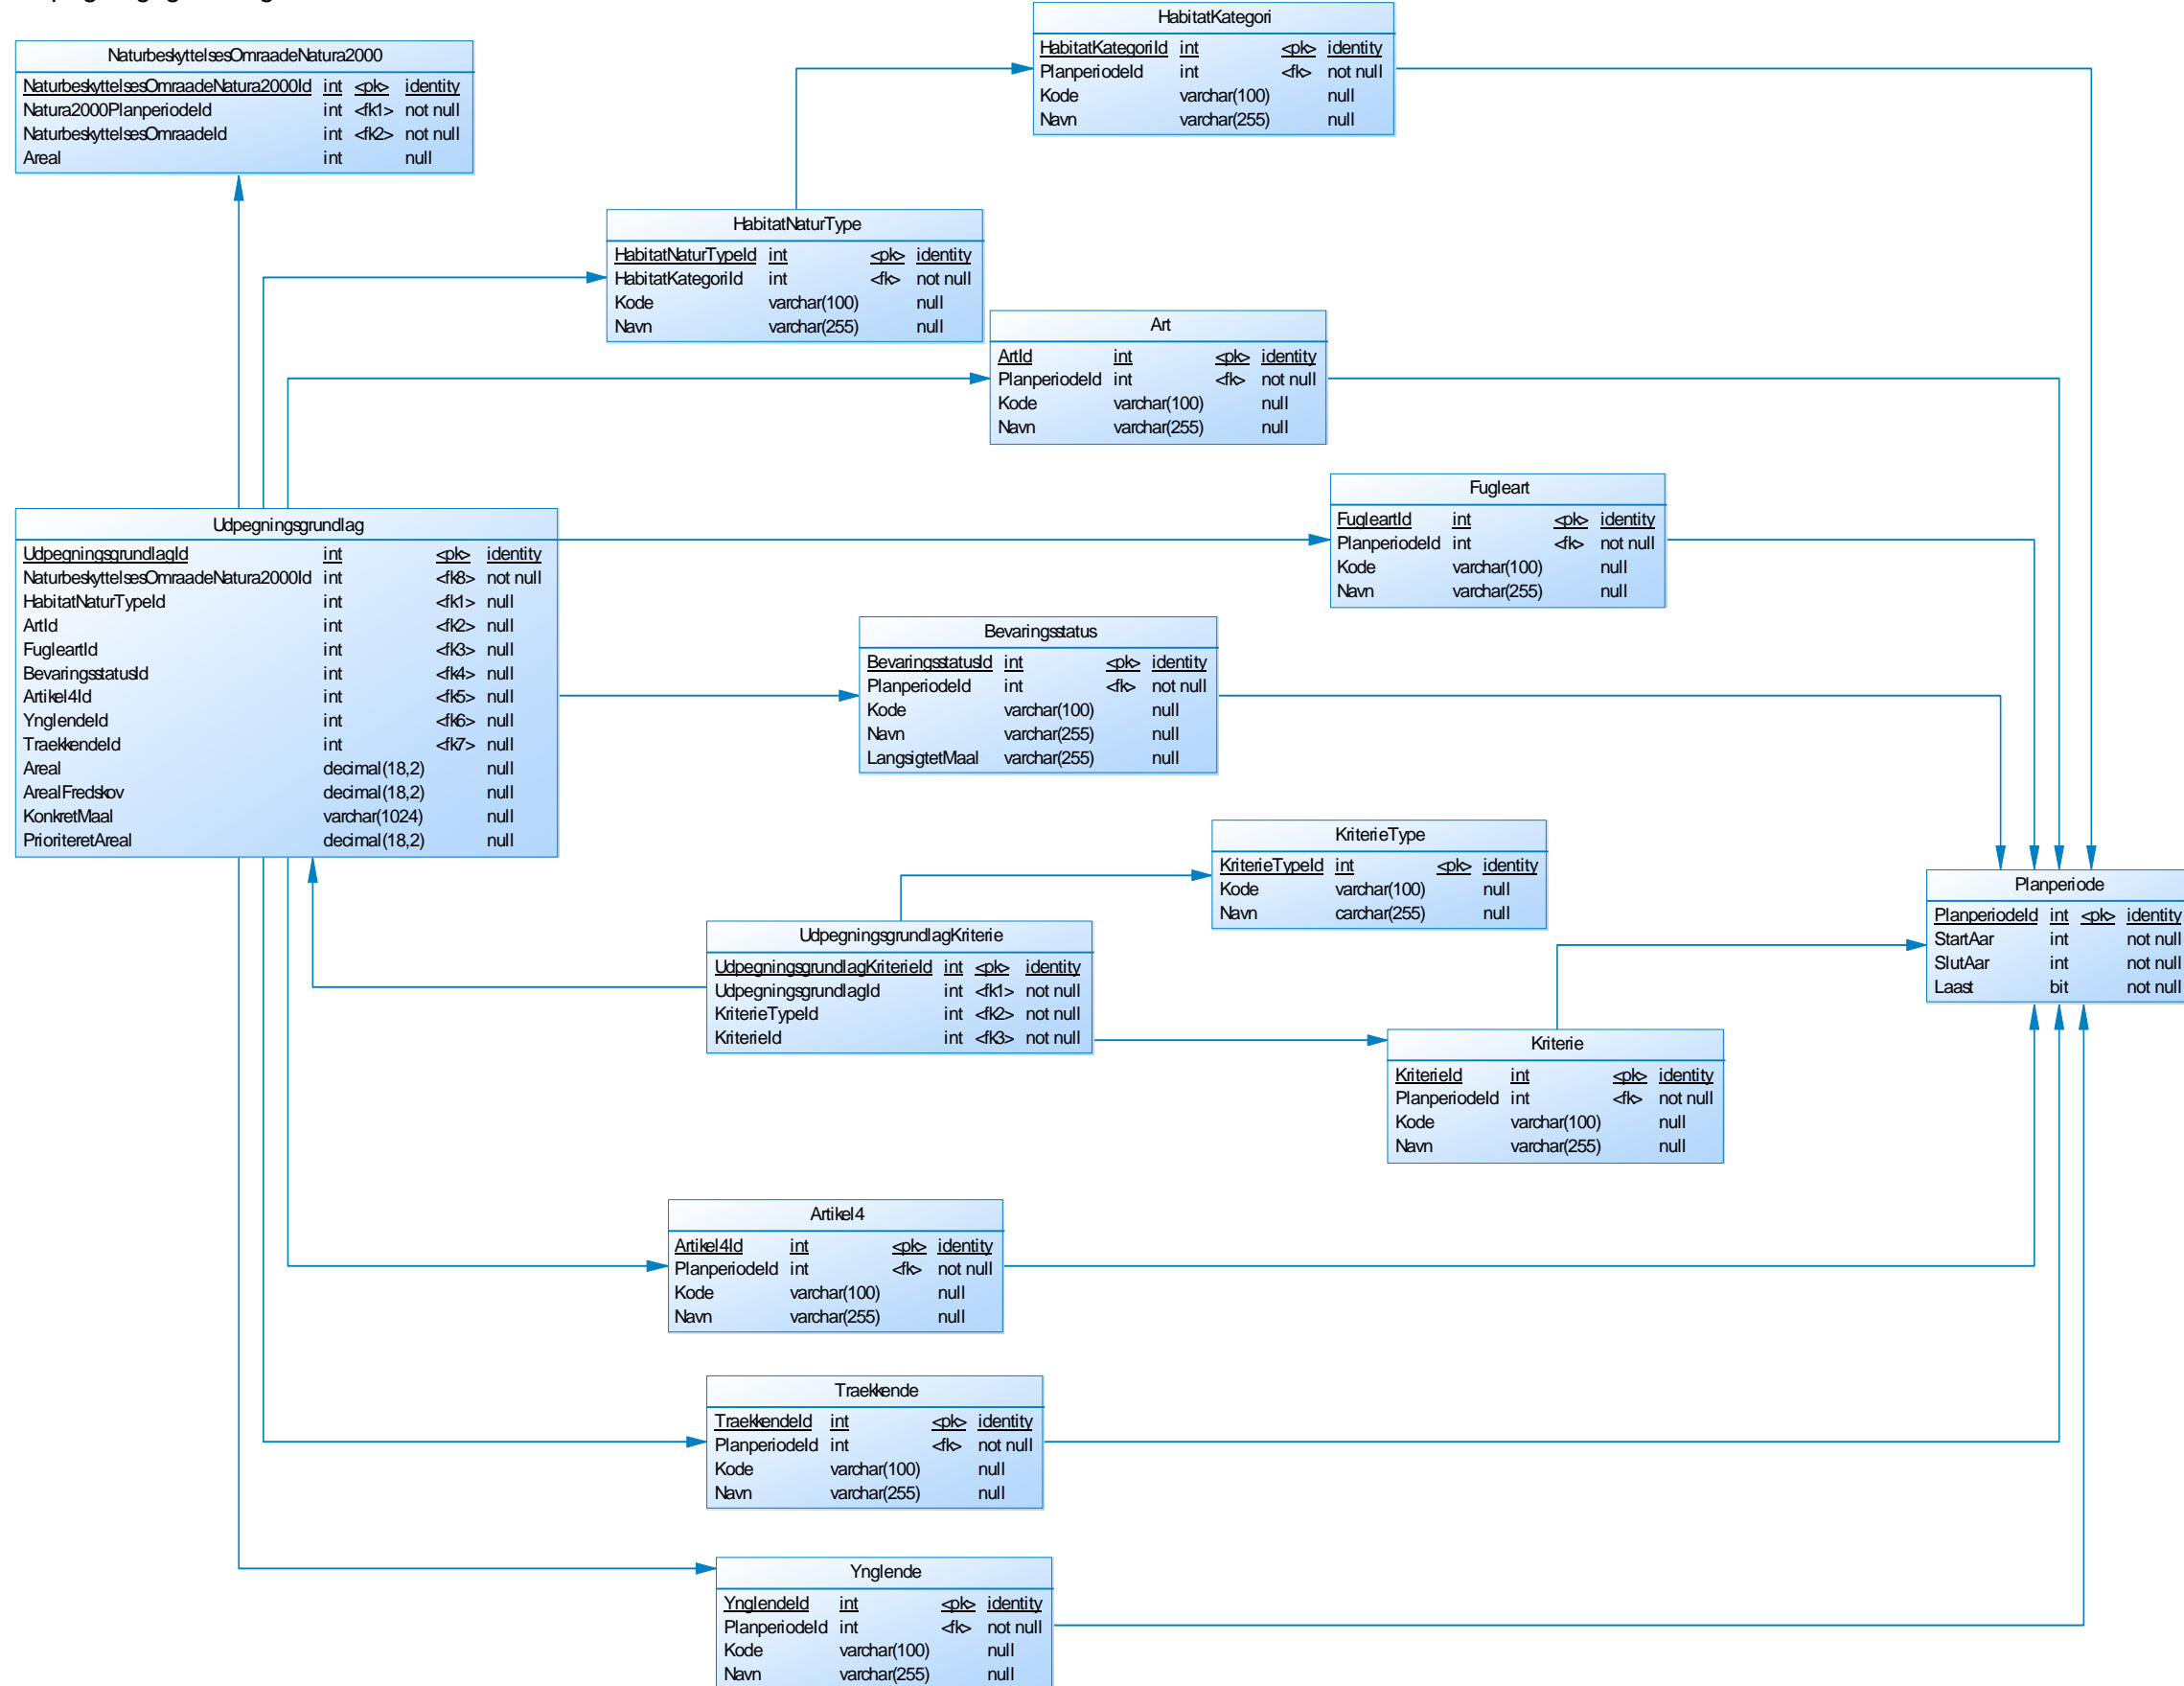 HabitatKategori
HabitatKategoriId int <pk> identity
PlanperiodeId int <fk> not null
Kode varchar(100) null
Navn varchar(255) null
NaturbeskyttelsesOmraadeNatura2000
NaturbeskyttelsesOmraadeNatura2000Id int <pk> identity
Natura2000PlanperiodeId int <fk1> not null
NaturbeskyttelsesOmraadeId int <fk2> not null
Areal int null
HabitatNaturType
HabitatNaturTypeId int <pk> identity
HabitatKategoriId int <fk> not null
Kode varchar(100) null
Navn varchar(255) null
Art
ArtId int <pk> identity
PlanperiodeId int <fk> not null
Kode varchar(100) null
Navn varchar(255) null
Fugleart
FugleartId int <pk> identity
PlanperiodeId int <fk> not null
Kode varchar(100) null
Navn varchar(255) null
Udpegningsgrundlag
UdpegningsgrundlagId int <pk> identity
NaturbeskyttelsesOmraadeNatura2000Id int <fk8> not null
HabitatNaturTypeId int <fk1> null
ArtId int <fk2> null
FugleartId int <fk3> null
BevaringsstatusId int <fk4> null
Artikel4Id int <fk5> null
YnglendeId int <fk6> null
TraekkendeId int <fk7> null
Areal decimal(18,2) null
ArealFredskov decimal(18,2) null
KonkretMaal varchar(1024) null
PrioriteretAreal decimal(18,2) null
Bevaringsstatus
BevaringsstatusId int <pk> identity
PlanperiodeId int <fk> not null
Kode varchar(100) null
Navn varchar(255) null
LangsigtetMaal varchar(255) null
KriterieType
KriterieTypeId int <pk> identity
Kode varchar(100) null
Navn carchar(255) null
Planperiode
PlanperiodeId int <pk> identity
StartAar int not null
SlutAar int not null
Laast bit not null
UdpegningsgrundlagKriterie
UdpegningsgrundlagKriterieId int <pk> identity
UdpegningsgrundlagId int <fk1> not null
KriterieTypeId int <fk2> not null
KriterieId int <fk3> not null
Kriterie
KriterieId int <pk> identity
PlanperiodeId int <fk> not null
Kode varchar(100) null
Navn varchar(255) null
Artikel4
Artikel4Id int <pk> identity
PlanperiodeId int <fk> not null
Kode varchar(100) null
Navn varchar(255) null
Traekkende
TraekkendeId int <pk> identity
PlanperiodeId int <fk> not null
Kode varchar(100) null
Navn varchar(255) null
Ynglende
YnglendeId int <pk> identity
PlanperiodeId int <fk> not null
Kode varchar(100) null
Navn varchar(255) null